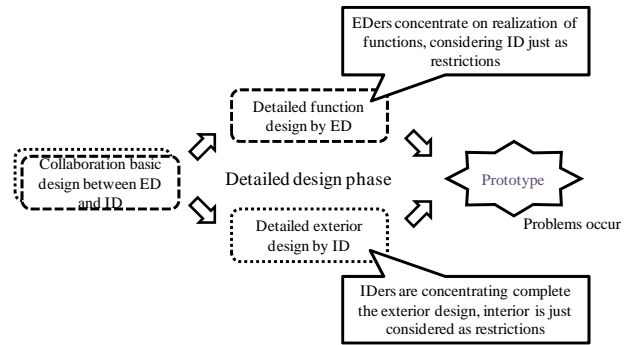 EDers concentrate on realization of
functions, considering ID just as
restrictions
Detailed function
design by ED
Collaboration basic
design between ED
and ID
Detailed design phase
Prototype
Problems occur
Detailed exterior
design by ID
IDers are concentrating complete
the exterior design, interior is just
considered as restrictions